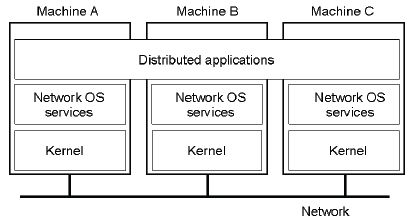 Machine A
Machine B
Machine C
Distributed applications
Network OS
services
Network OS
services
Network OS
services
Kernel
Kernel
Kernel
Network